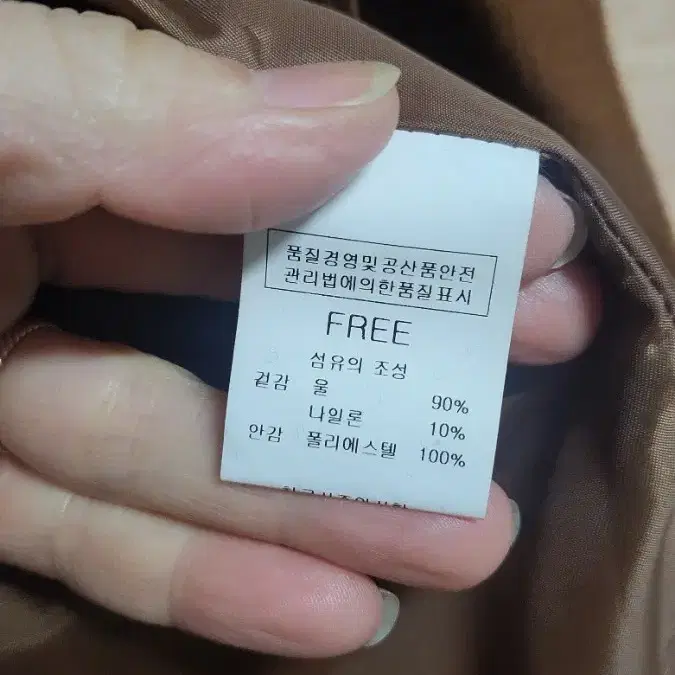 품질경영및공산품안전
관리법에의한품질표시
FREE
섬유의 조성
겉감 울 90%
나일론 10%
안감 폴리에스텔 100%